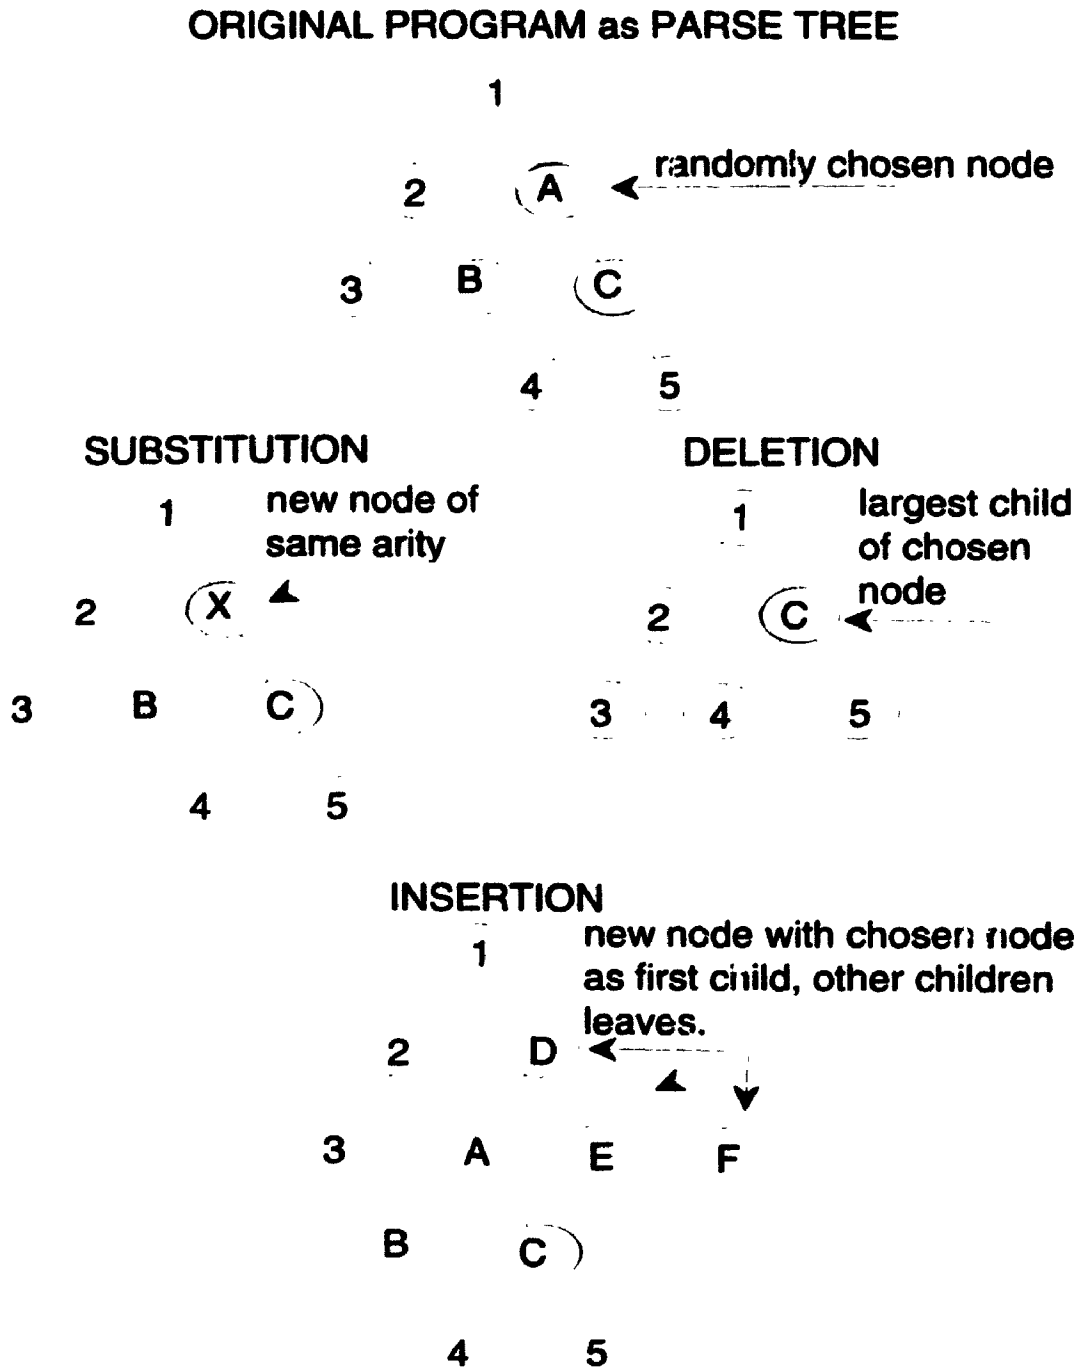 ORIGINAL PROGRAM as PARSE TREE
1
randomly chosen node
2 A
3 B C
4 5
SUBSTITUTION
1
new node of
same arity
2 X
3 B C
4 5
DELETION
1
largest child
of chosen
node
2 C
3 4 5
INSERTION
1
new node with chosen node
as first child, other children
leaves.
2 D
3 A E F
B C
4 5